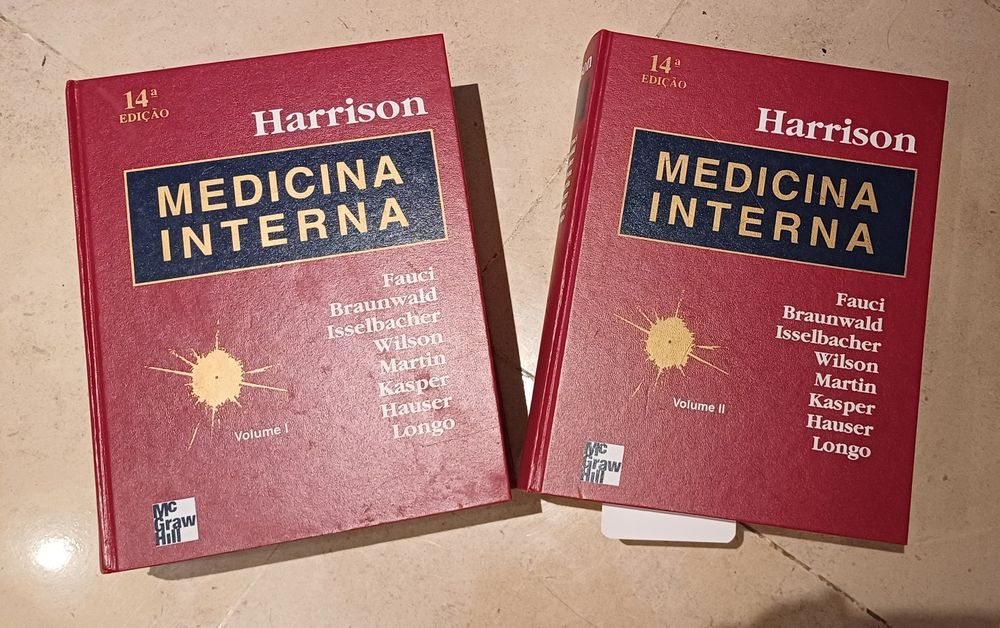 14ª
EDIÇÃO
Harrison
MEDICINA
INTERNA
Fauci
Braunwald
Isselbacher
Wilson
Martin
Kasper
Hauser
Longo
Volume I
Mc
Graw
Hill
14ª
EDIÇÃO
Harrison
MEDICINA
INTERNA
Fauci
Braunwald
Isselbacher
Wilson
Martin
Kasper
Hauser
Longo
Volume II
Mc
Graw
Hill